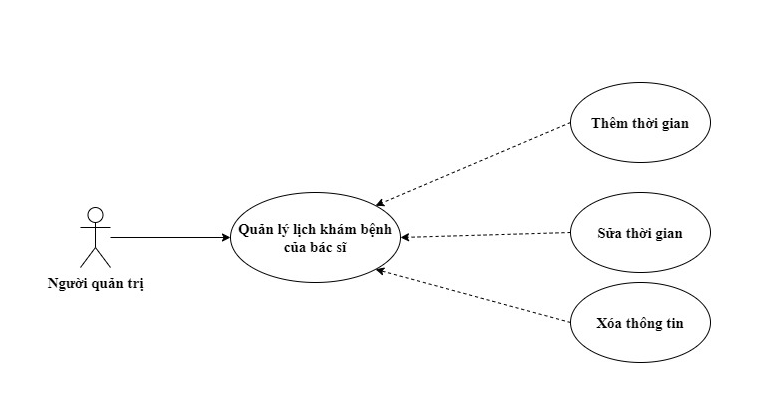 Thêm thời gian
Quản lý lịch khám bệnh
của bác sĩ
Sửa thời gian
Người quản trị
Xóa thông tin